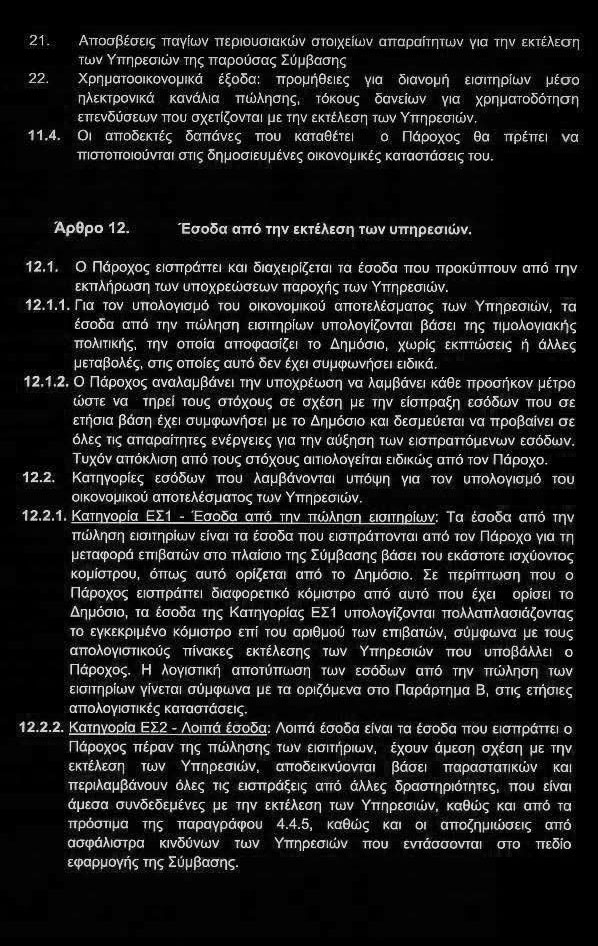 21. Αποσβέσεις παγίων περιουσιακών στοιχείων απαραίτητων για την εκτέλεση
των Υπηρεσιών της παρούσας Σύμβασης
22. Χρηματοοικονομικά έξοδα: προμήθειες για διανομή εισιτηρίων μέσο
ηλεκτρονικά κανάλια πώλησης, τόκους δανείων για χρηματοδότηση
επενδύσεων που σχετίζονται με την εκτέλεση των Υπηρεσιών.
11.4. Οι αποδεκτές δαπάνες που καταθέτει ο Πάροχος θα πρέπει να
πιστοποιούνται στις δημοσιευμένες οικονομικές καταστάσεις του.
Άρθρο 12. Έσοδα από την εκτέλεση των υπηρεσιών.
12.1. Ο Πάροχος εισπράττει και διαχειρίζεται τα έσοδα που προκύπτουν από την
εκπλήρωση των υποχρεώσεων παροχής των Υπηρεσιών.
12.1.1. Για τον υπολογισμό του οικονομικού αποτελέσματος των Υπηρεσιών, τα
έσοδα από την πώληση εισιτηρίων υπολογίζονται βάσει της τιμολογιακής
πολιτικής, την οποία αποφασίζει το Δημόσιο, χωρίς εκπτώσεις ή άλλες
μεταβολές, στις οποίες αυτό δεν έχει συμφωνήσει ειδικά.
12.1.2. Ο Πάροχος αναλαμβάνει την υποχρέωση να λαμβάνει κάθε προσήκον μέτρο
ώστε να τηρεί τους στόχους σε σχέση με την είσπραξη εσόδων που σε
ετήσια βάση έχει συμφωνήσει με το Δημόσιο και δεσμεύεται να προβαίνει σε
όλες τις απαραίτητες ενέργειες για την αύξηση των εισπραττόμενων εσόδων.
Τυχόν απόκλιση από τους στόχους αιτιολογείται ειδικώς από τον Πάροχο.
12.2. Κατηγορίες εσόδων που λαμβάνονται υπόψη για τον υπολογισμό του
οικονομικού αποτελέσματος των Υπηρεσιών.
12.2.1. Κατηγορία ΕΣ1 - Έσοδα από την πώληση εισιτηρίων: Τα έσοδα από την
πώληση εισιτηρίων είναι τα έσοδα που εισπράττονται από τον Πάροχο για τη
μεταφορά επιβατών στο πλαίσιο της Σύμβασης βάσει του εκάστοτε ισχύοντος
κομίστρου, όπως αυτό ορίζεται από το Δημόσιο. Σε περίπτωση που ο
Πάροχος εισπράττει διαφορετικό κόμιστρο από αυτό που έχει ορίσει το
Δημόσιο, τα έσοδα της Κατηγορίας ΕΣ1 υπολογίζονται πολλαπλασιάζοντας
το εγκεκριμένο κόμιστρο επί του αριθμού των επιβατών, σύμφωνα με τους
απολογιστικούς πίνακες εκτέλεσης των Υπηρεσιών που υποβάλλει ο
Πάροχος. Η λογιστική αποτύπωση των εσόδων από την πώληση των
εισιτηρίων γίνεται σύμφωνα με τα οριζόμενα στο Παράρτημα Β, στις ετήσιες
απολογιστικές καταστάσεις.
12.2.2. Κατηγορία ΕΣ2 - Λοιπά έσοδα: Λοιπά έσοδα είναι τα έσοδα που εισπράττει ο
Πάροχος πέραν της πώλησης των εισιτήριων, έχουν άμεση σχέση με την
εκτέλεση των Υπηρεσιών, αποδεικνύονται βάσει παραστατικών και
περιλαμβάνουν όλες τις εισπράξεις από άλλες δραστηριότητες, που είναι
άμεσα συνδεδεμένες με την εκτέλεση των Υπηρεσιών, καθώς και από τα
πρόστιμα της παραγράφου 4.4.5, καθώς και οι αποζημιώσεις από
ασφάλιστρα κινδύνων των Υπηρεσιών που εντάσσονται στο πεδίο
εφαρμογής της Σύμβασης.